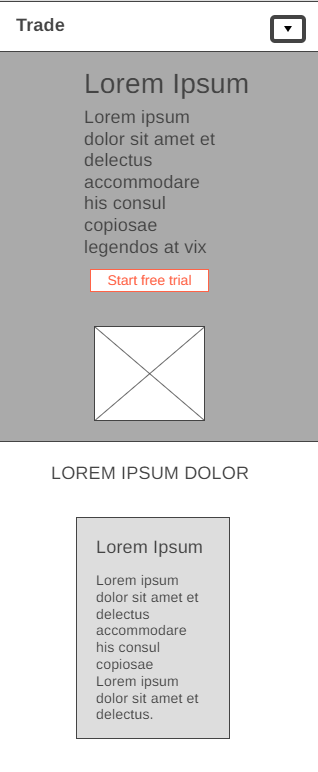 Trade
Lorem Ipsum
Lorem ipsum
dolor sit amet et
delectus
accommodare
his consul
copiosae
legendos at vix
Start free trial
LOREM IPSUM DOLOR
Lorem Ipsum
Lorem ipsum
dolor sit amet et
delectus
accommodare
his consul
copiosae
Lorem ipsum
dolor sit amet et
delectus.